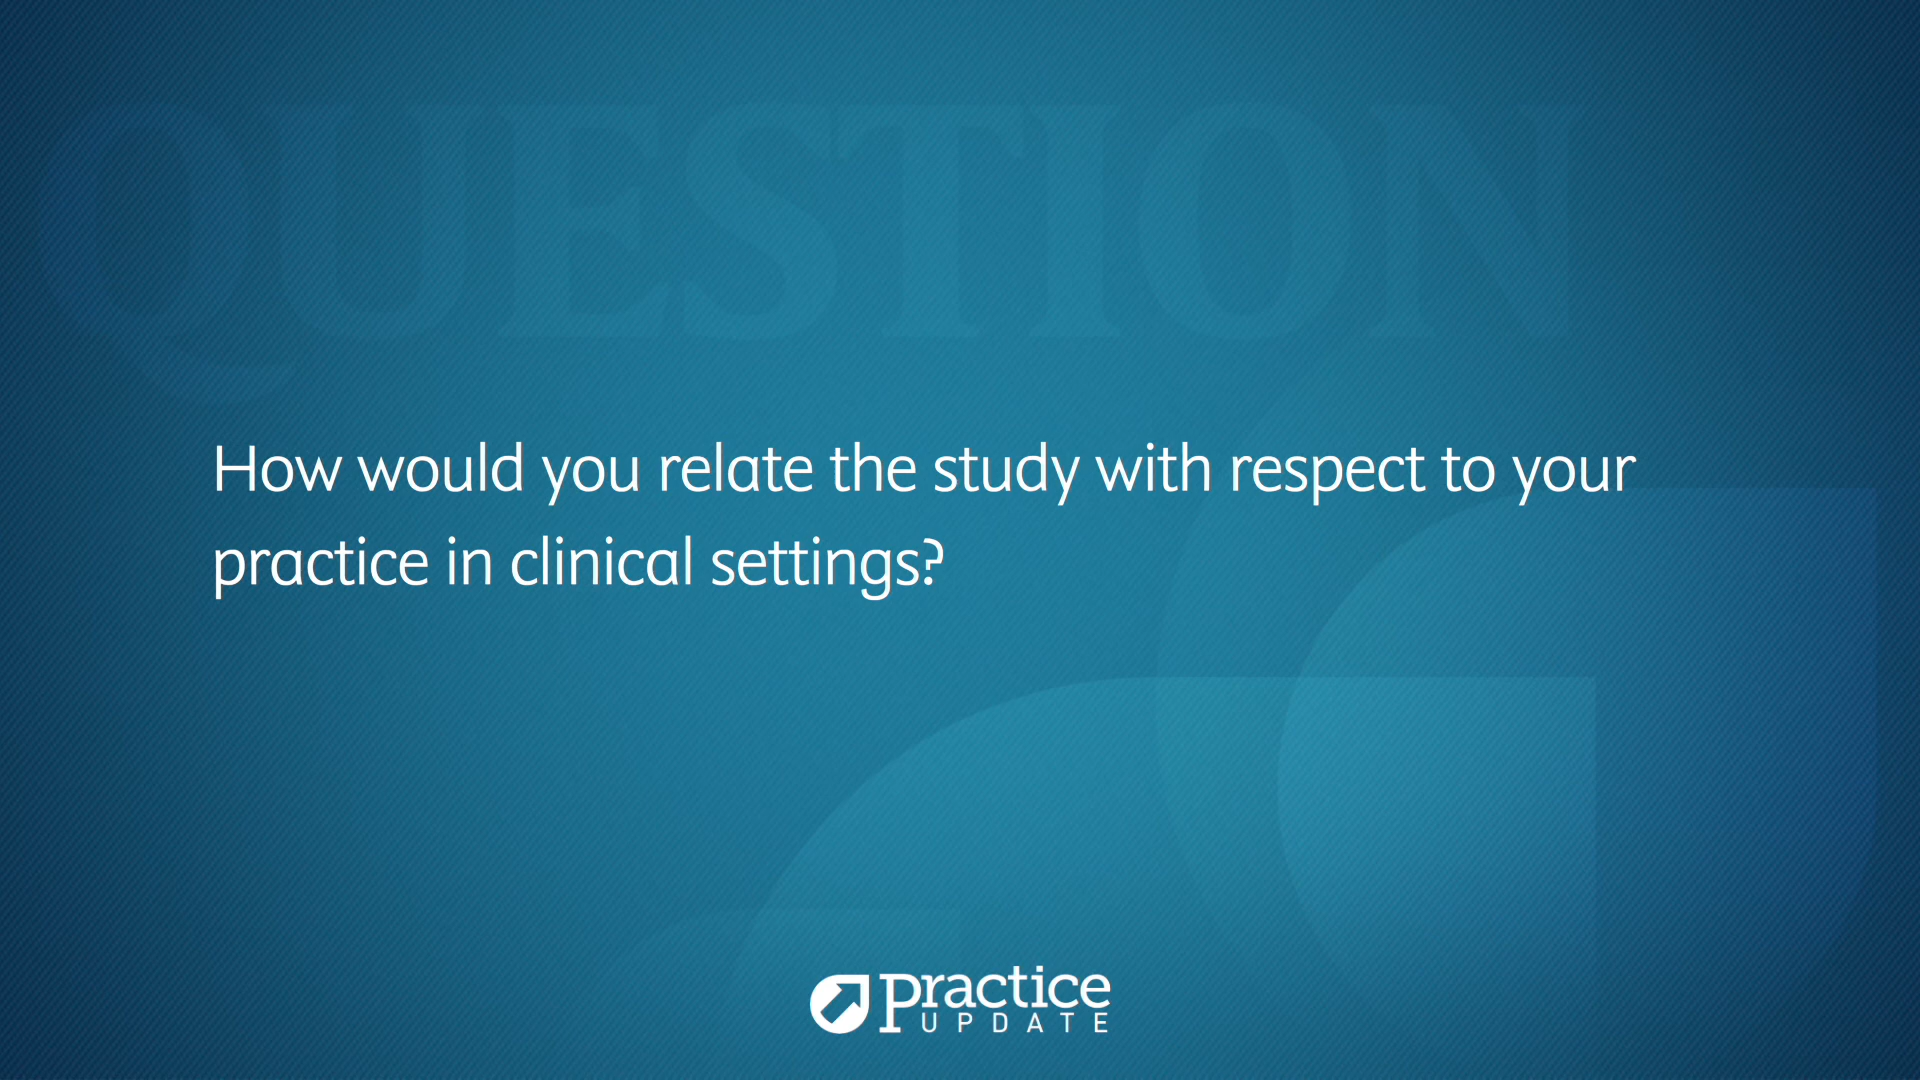 QUESTION
How would you relate the study with respect to your
practice in clinical settings?
Practice
UPDATE